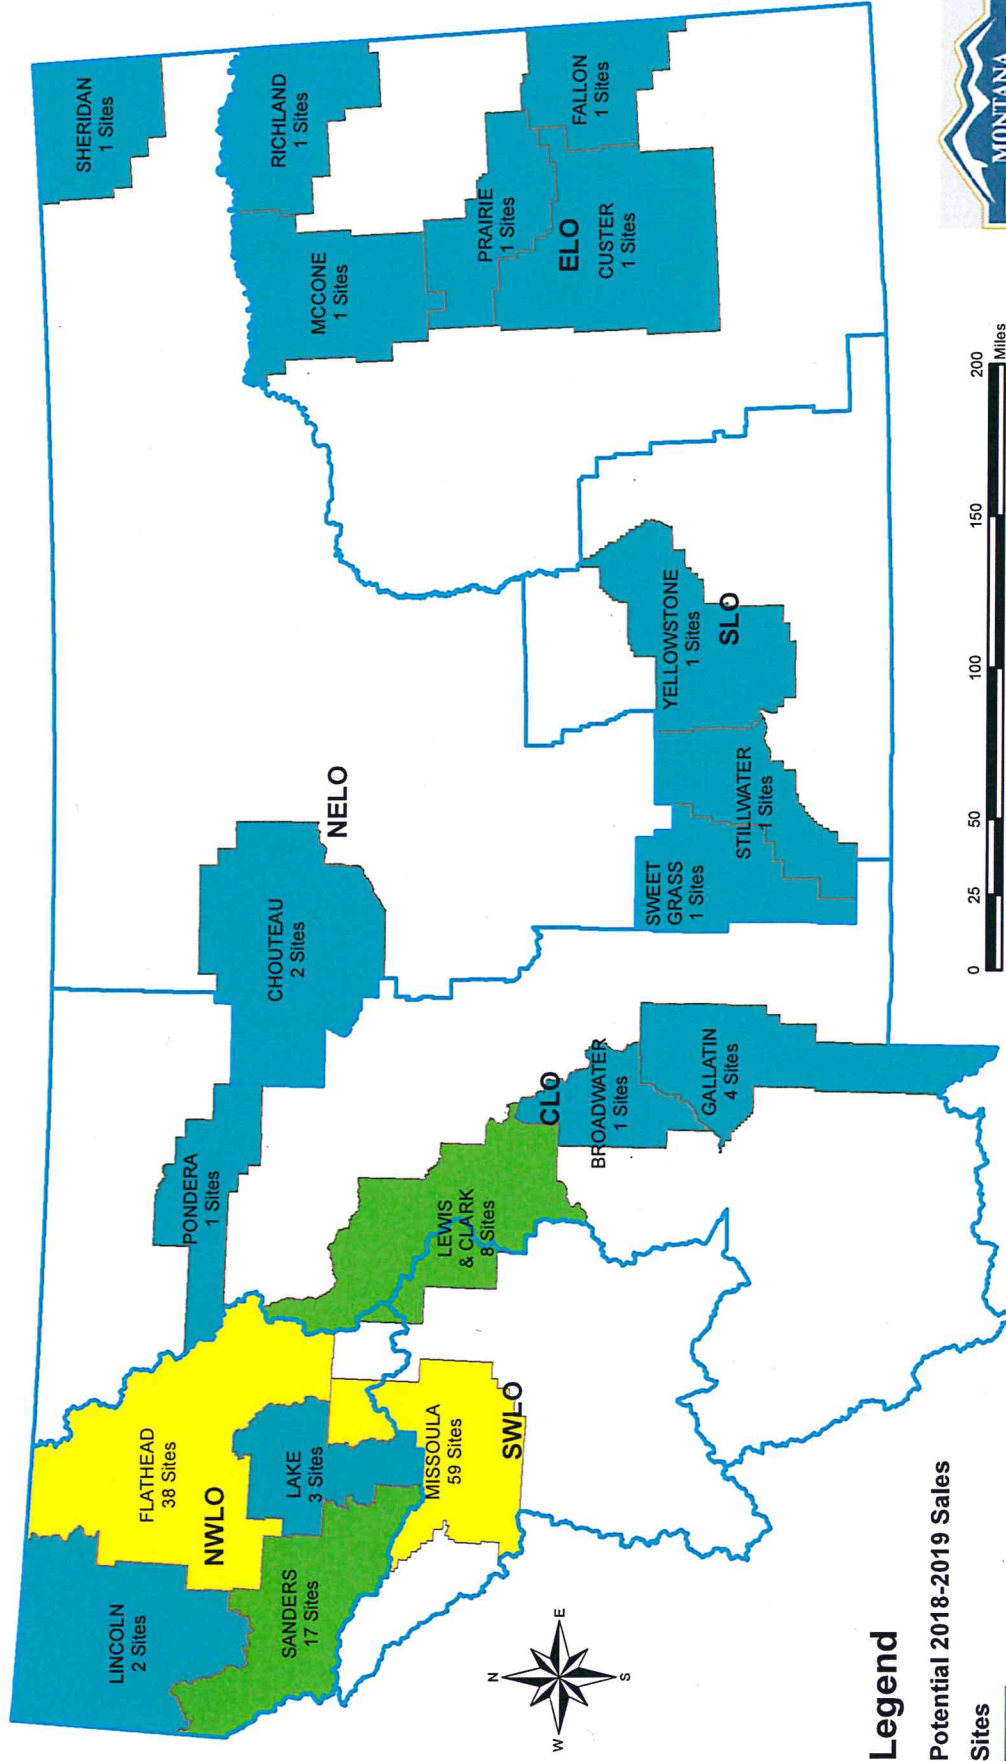 SHERIDAN
1 Sites
RICHLAND
1 Sites
MCCONE
1 Sites
PRAIRIE
1 Sites
FALLON
1 Sites
ELO
CUSTER
1 Sites
LINCOLN
2 Sites
FLATHEAD
38 Sites
NWLO
LAKE
3 Sites
SANDERS
17 Sites
MISSOULA
59 Sites
SWLO
PONDERA
1 Sites
CHOUTEAU
2 Sites
NELO
LEWIS
& CLARK
8 Sites
CLO
BROADWATER
1 Sites
GALLATIN
4 Sites
SWEET
GRASS
1 Sites
STILLWATER
1 Sites
YELLOWSTONE
1 Sites
SLO
N
W
E
S
Legend
Potential 2018-2019 Sales
Sites
0 25 50 100 150 200
Miles
MONTANA